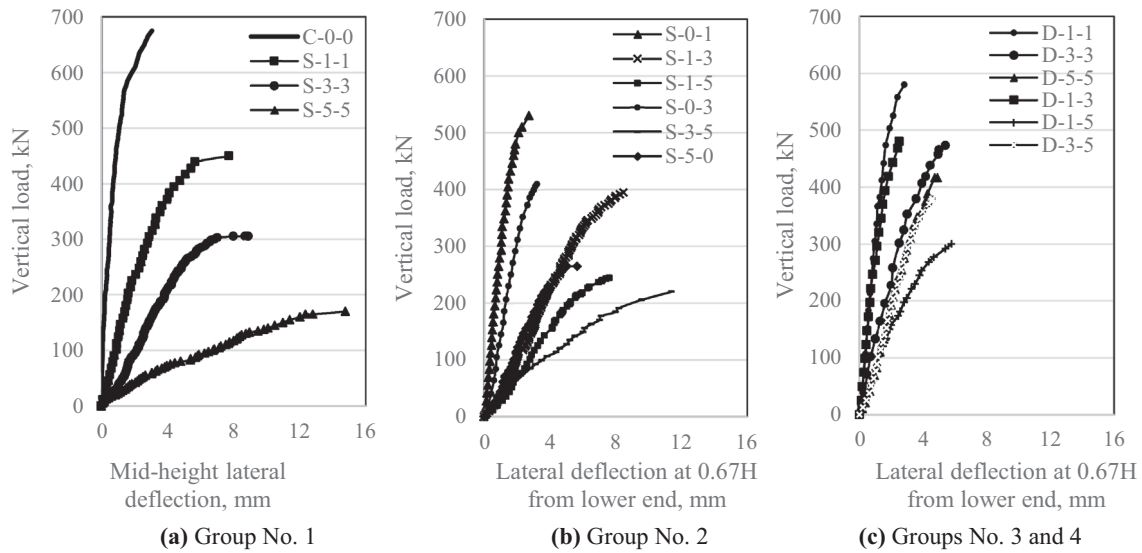 700
600
500
400
300
200
100
0
Vertical load, kN
C-0-0
S-1-1
S-3-3
S-5-5
0 4 8 12 16
Mid-height lateral
deflection, mm
(a) Group No. 1
700
600
500
400
300
200
100
0
Vertical load, kN
S-0-1
S-1-3
S-1-5
S-0-3
S-3-5
S-5-0
0 4 8 12 16
Lateral deflection at 0.67H
from lower end, mm
(b) Group No. 2
700
600
500
400
300
200
100
0
Vertical load, kN
D-1-1
D-3-3
D-5-5
D-1-3
D-1-5
D-3-5
0 4 8 12 16
Lateral deflection at 0.67H
from lower end, mm
(c) Groups No. 3 and 4